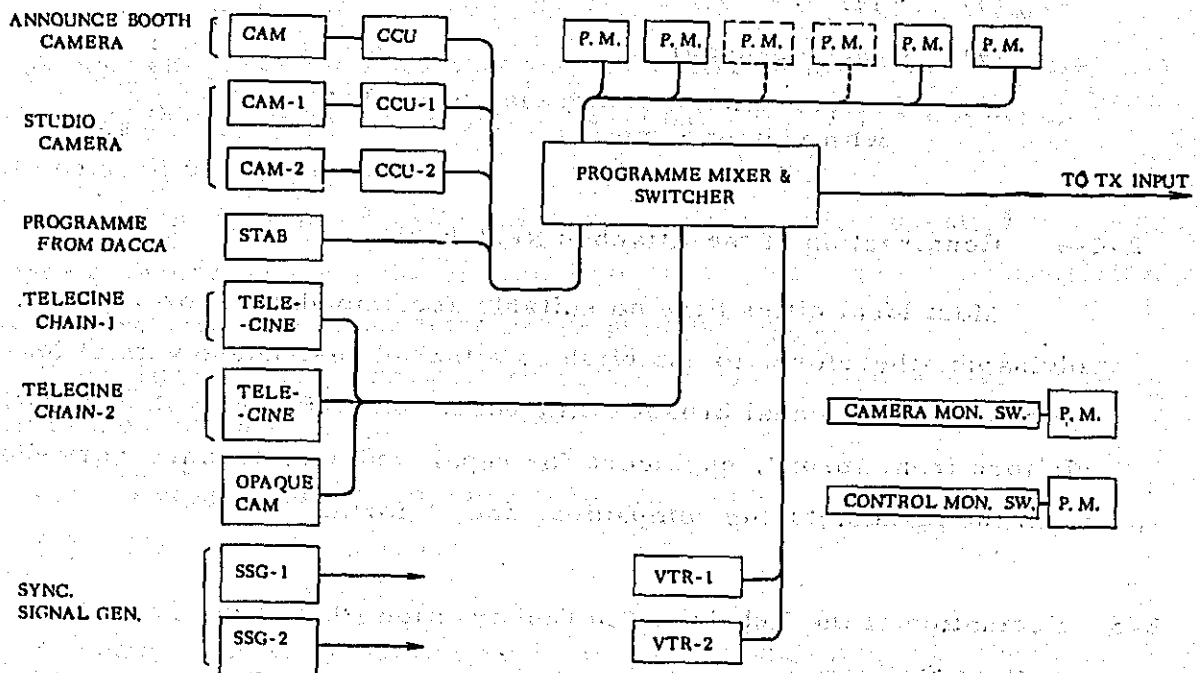 ANNOUNCE BOOTH
CAMERA
CAM
CCU
P. M.
P. M.
P. M.
P. M.
P. M.
P. M.
STUDIO
CAMERA
CAM-1
CCU-1
CAM-2
CCU-2
PROGRAMME MIXER &
SWITCHER
TO TX INPUT
PROGRAMME
FROM DACCA
STAB
TELECINE
CHAIN-1
TELE-
-CINE
TELECINE
CHAIN-2
TELE-
-CINE
CAMERA MON. SW.
P. M.
OPAQUE
CAM
CONTROL MON. SW.
P. M.
SYNC.
SIGNAL GEN.
SSG-1
SSG-2
VTR-1
VTR-2